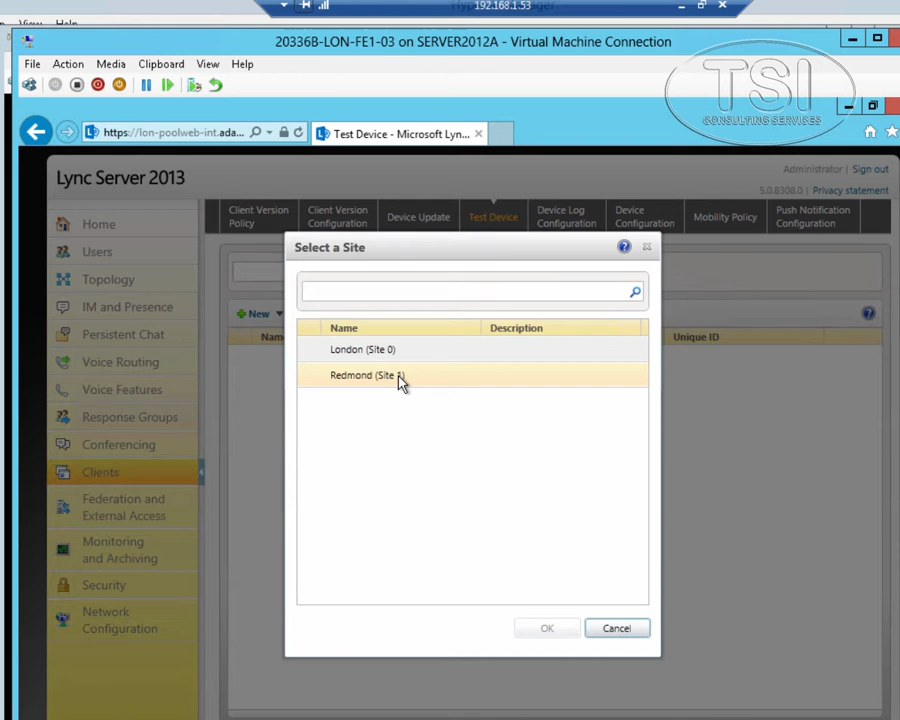 192.168.1.53
View Help
20336B-LON-FE1-03 on SERVER2012A - Virtual Machine Connection
File Action Media Clipboard View Help
TSI
CONSULTING SERVICES
https://lon-poolweb-int.ada...
Test Device - Microsoft Lyn...
Lync Server 2013
Administrator | Sign out
5.0.8308.0 | Privacy statement
Home
Users
Topology
IM and Presence
Persistent Chat
Voice Routing
Voice Features
Response Groups
Conferencing
Clients
Federation and
External Access
Monitoring
and Archiving
Security
Network
Configuration
Client Version
Policy
Client Version
Configuration
Device Update
Test Device
Device Log
Configuration
Device
Configuration
Mobility Policy
Push Notification
Configuration
New
Unique ID
Select a Site
Name Description
London (Site 0)
Redmond (Site 1)
OK Cancel